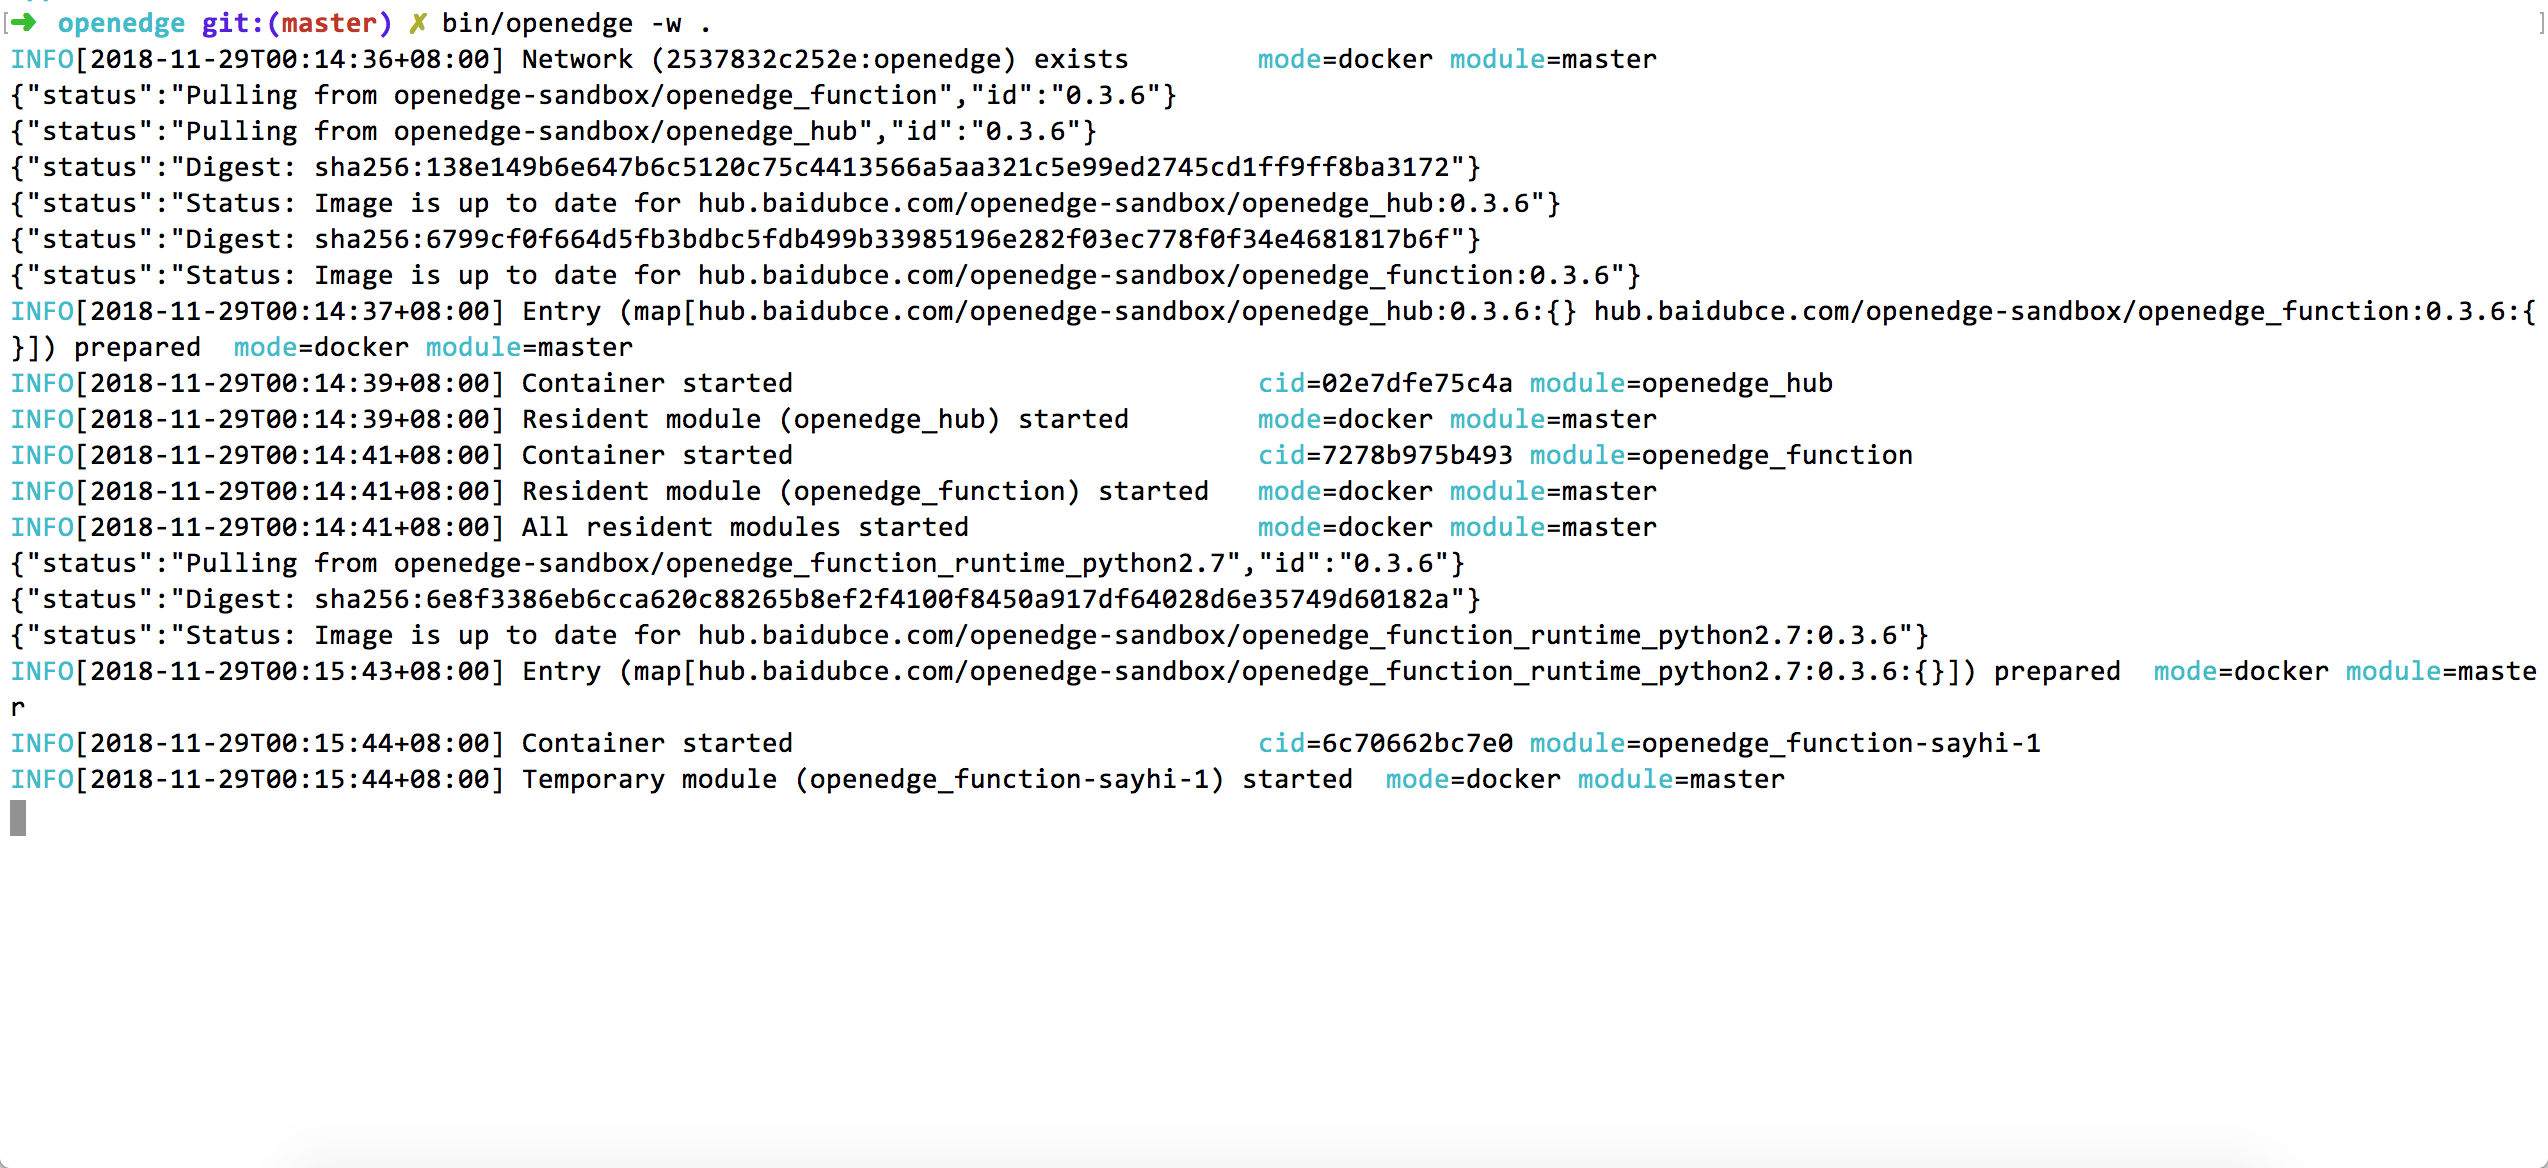 [➜ openedge git:(master) ✗ bin/openedge -w . ]
INFO[2018-11-29T00:14:36+08:00] Network (2537832c252e:openedge) exists mode=docker module=master
{"status":"Pulling from openedge-sandbox/openedge_function","id":"0.3.6"}
{"status":"Pulling from openedge-sandbox/openedge_hub","id":"0.3.6"}
{"status":"Digest: sha256:138e149b6e647b6c5120c75c4413566a5aa321c5e99ed2745cd1ff9ff8ba3172"}
{"status":"Status: Image is up to date for hub.baidubce.com/openedge-sandbox/openedge_hub:0.3.6"}
{"status":"Digest: sha256:6799cf0f664d5fb3bdbc5fdb499b33985196e282f03ec778f0f34e4681817b6f"}
{"status":"Status: Image is up to date for hub.baidubce.com/openedge-sandbox/openedge_function:0.3.6"}
INFO[2018-11-29T00:14:37+08:00] Entry (map[hub.baidubce.com/openedge-sandbox/openedge_hub:0.3.6:{} hub.baidubce.com/openedge-sandbox/openedge_function:0.3.6:{
}]) prepared mode=docker module=master
INFO[2018-11-29T00:14:39+08:00] Container started cid=02e7dfe75c4a module=openedge_hub
INFO[2018-11-29T00:14:39+08:00] Resident module (openedge_hub) started mode=docker module=master
INFO[2018-11-29T00:14:41+08:00] Container started cid=7278b975b493 module=openedge_function
INFO[2018-11-29T00:14:41+08:00] Resident module (openedge_function) started mode=docker module=master
INFO[2018-11-29T00:14:41+08:00] All resident modules started mode=docker module=master
{"status":"Pulling from openedge-sandbox/openedge_function_runtime_python2.7","id":"0.3.6"}
{"status":"Digest: sha256:6e8f3386eb6cca620c88265b8ef2f4100f8450a917df64028d6e35749d60182a"}
{"status":"Status: Image is up to date for hub.baidubce.com/openedge-sandbox/openedge_function_runtime_python2.7:0.3.6"}
INFO[2018-11-29T00:15:43+08:00] Entry (map[hub.baidubce.com/openedge-sandbox/openedge_function_runtime_python2.7:0.3.6:{}]) prepared mode=docker module=maste
r
INFO[2018-11-29T00:15:44+08:00] Container started cid=6c70662bc7e0 module=openedge_function-sayhi-1
INFO[2018-11-29T00:15:44+08:00] Temporary module (openedge_function-sayhi-1) started mode=docker module=master